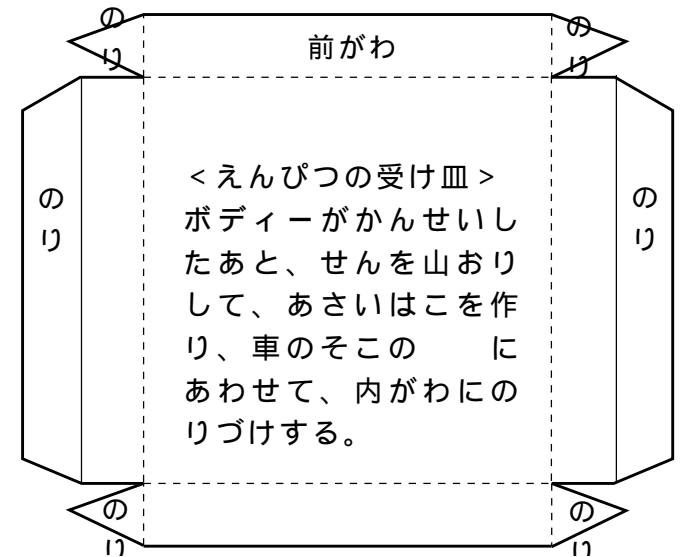 のり
前がわ
のり
のり
のり
<えんぴつの受け皿>
ボディーがかんせいし
たあと、せんを山おり
して、あさいはこを作
り、車のそこの　　に
あわせて、内がわにの
りづけする。
のり
のり